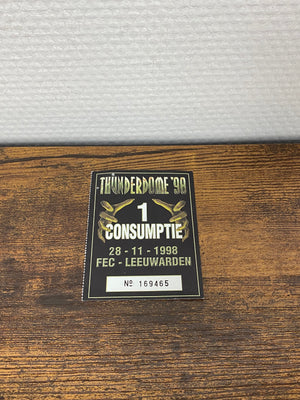 THUNDERDOME '98
1
CONSUMPTIE
28 - 11 - 1998
FEC - LEEUWARDEN
Nº 169465